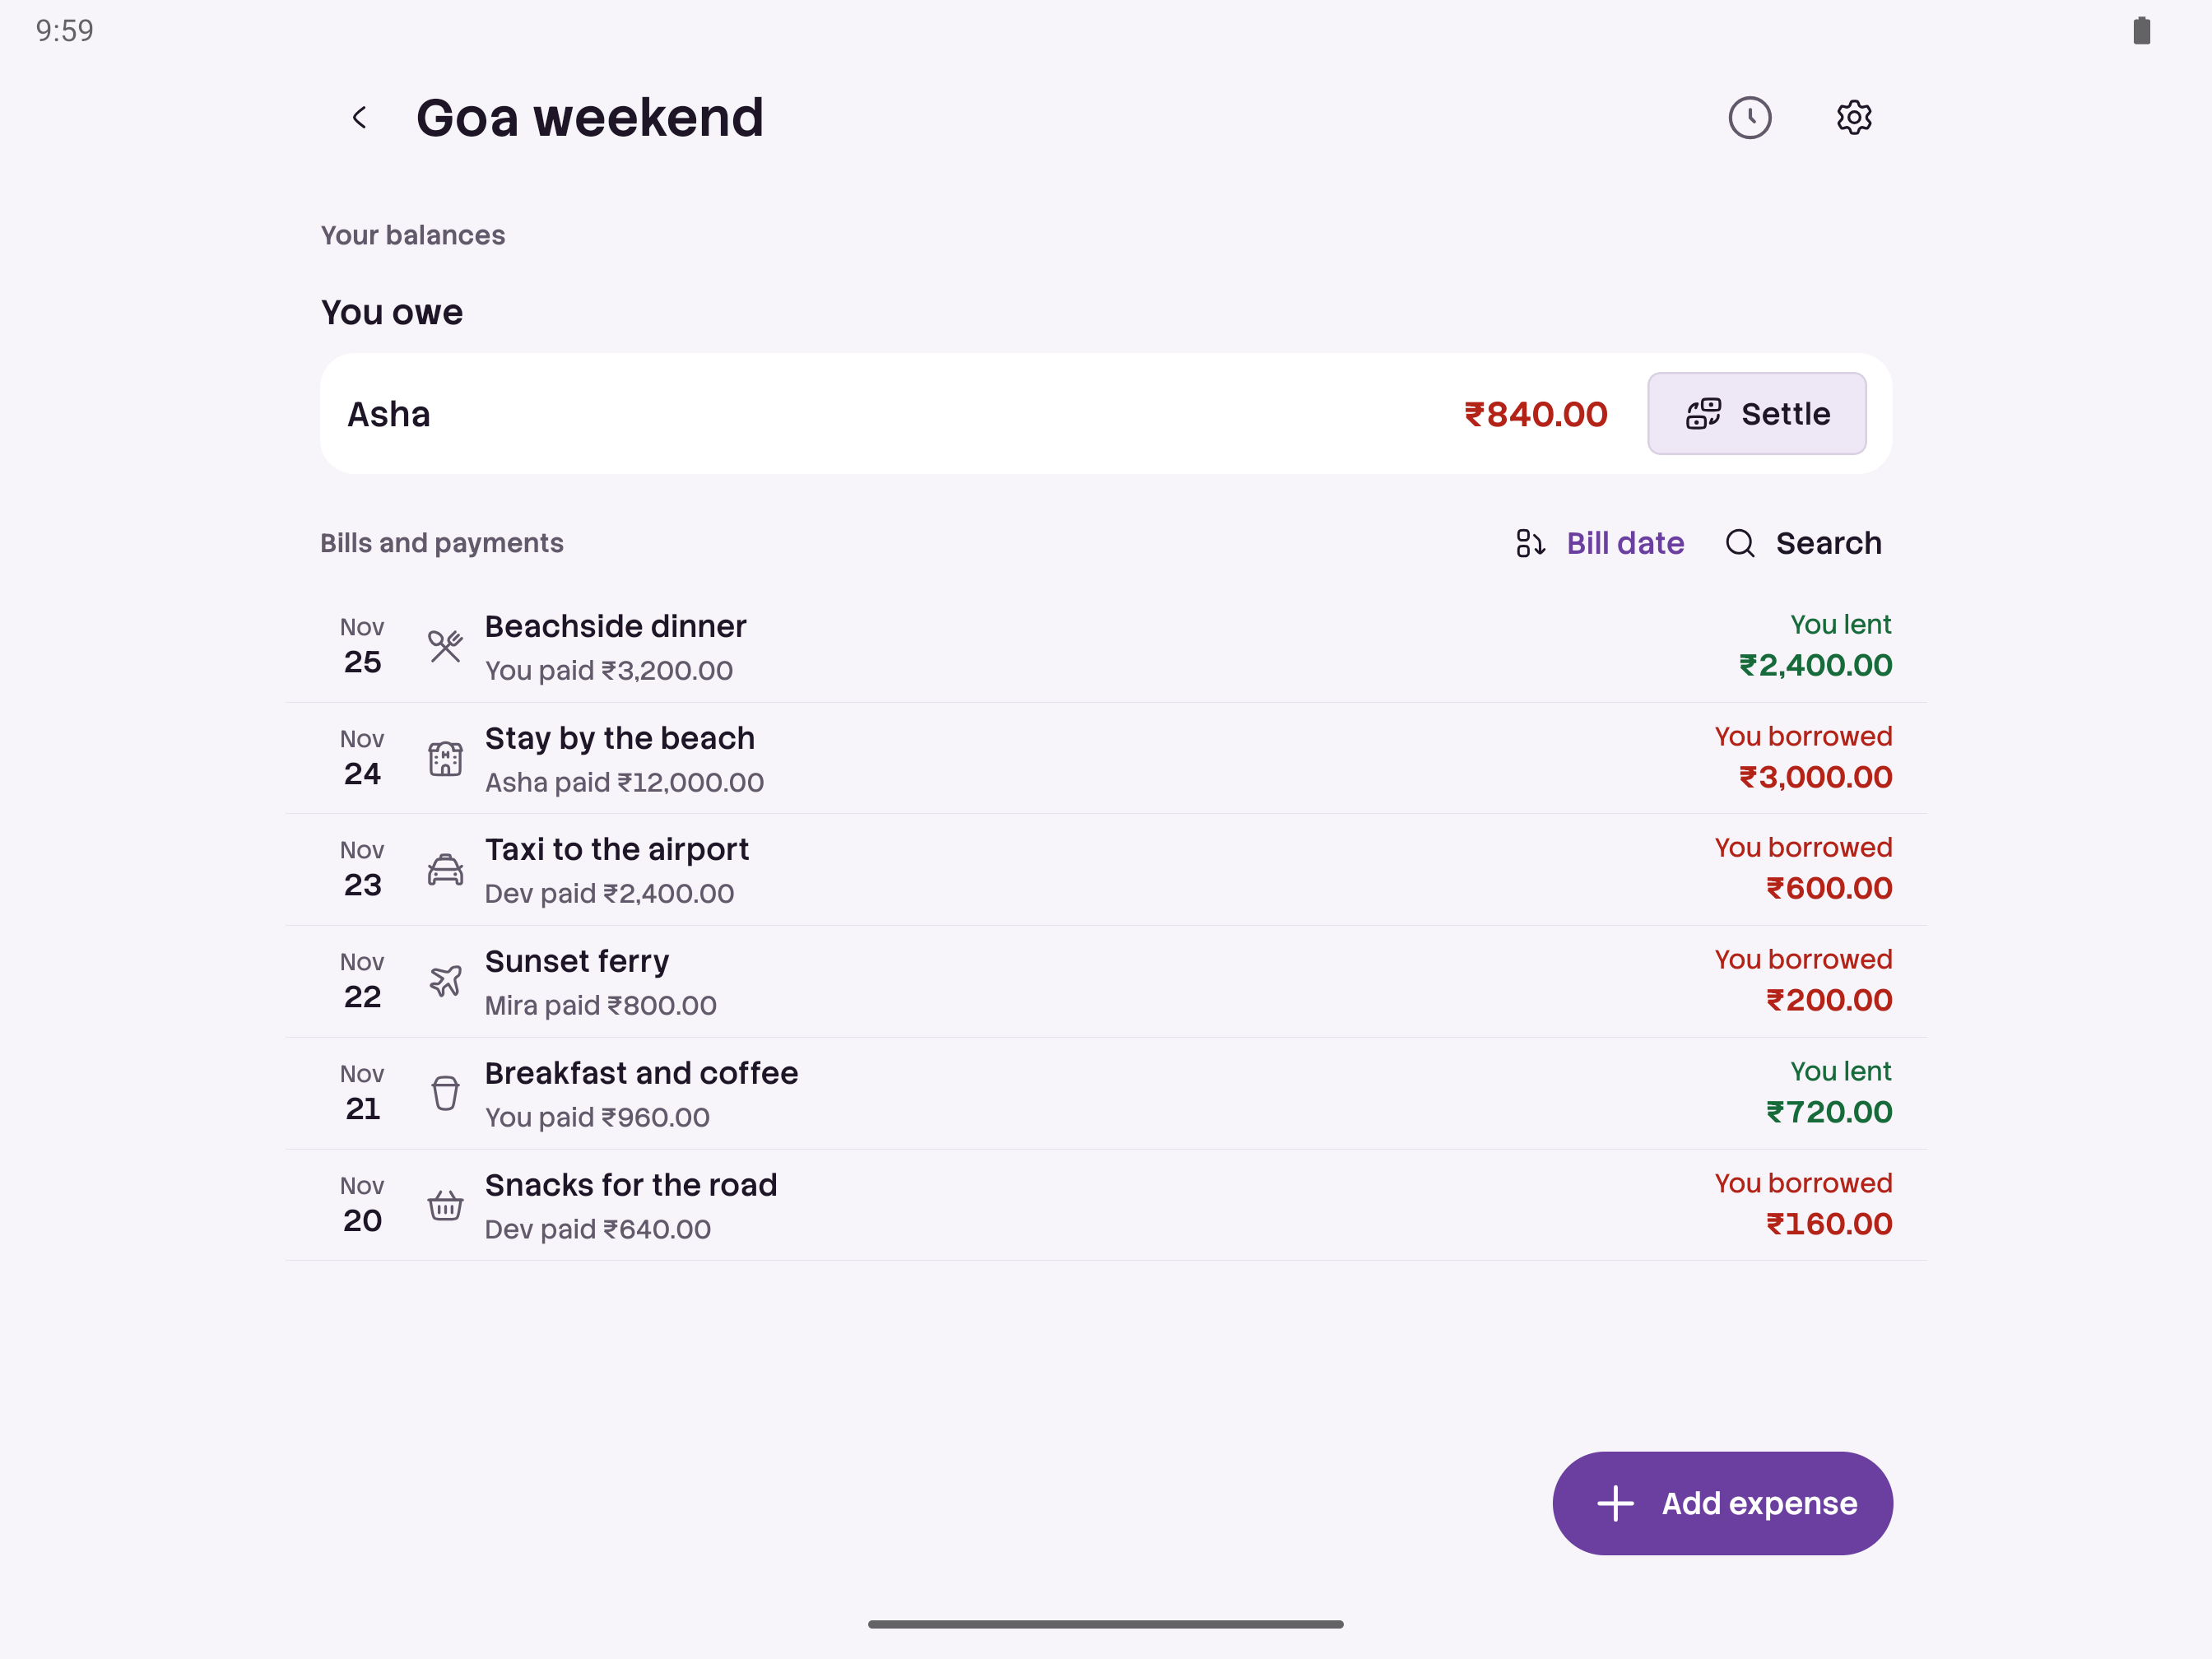 9:59
Goa weekend
Your balances
You owe
Asha ₹840.00 Settle
Bills and payments Bill date Search
Nov 25 Beachside dinner You lent
You paid ₹3,200.00 ₹2,400.00
Nov 24 Stay by the beach You borrowed
Asha paid ₹12,000.00 ₹3,000.00
Nov 23 Taxi to the airport You borrowed
Dev paid ₹2,400.00 ₹600.00
Nov 22 Sunset ferry You borrowed
Mira paid ₹800.00 ₹200.00
Nov 21 Breakfast and coffee You lent
You paid ₹960.00 ₹720.00
Nov 20 Snacks for the road You borrowed
Dev paid ₹640.00 ₹160.00
Add expense